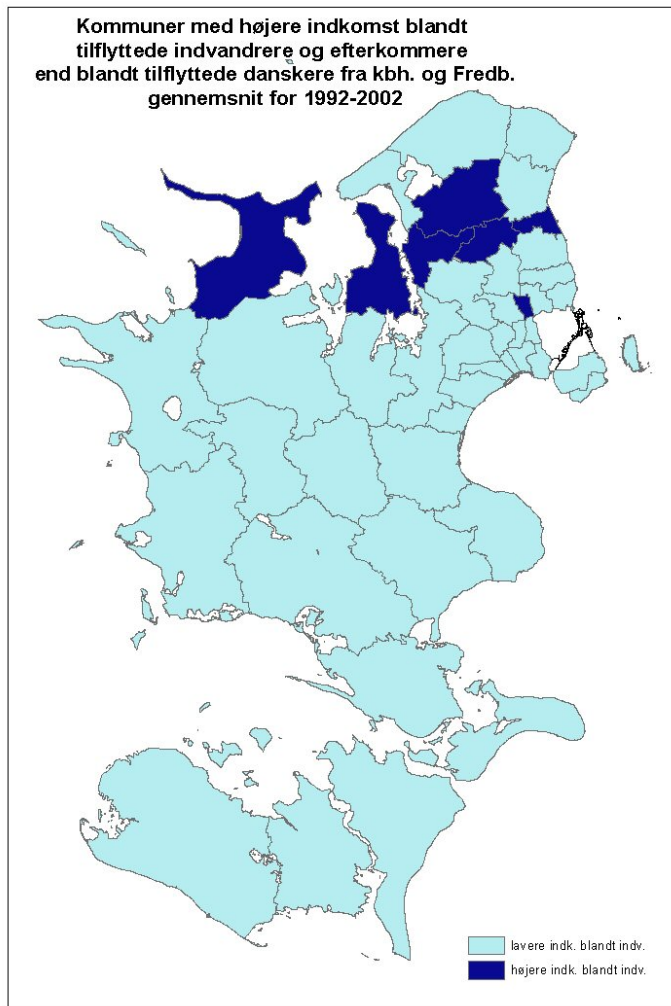 Kommuner med højere indkomst blandt
tilflyttede indvandrere og efterkommere
end blandt tilflyttede danskere fra kbh. og Fredb.
gennemsnit for 1992-2002
lavere indk. blandt indv.
højere indk. blandt indv.